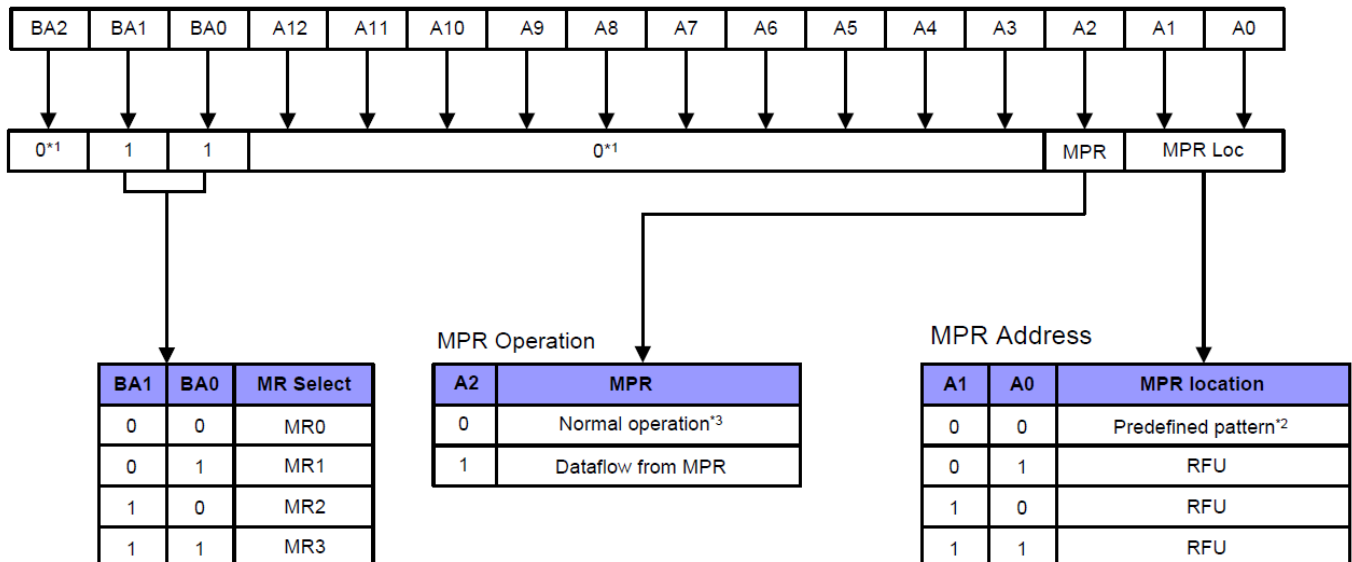 BA2 BA1 BA0 A12 A11 A10 A9 A8 A7 A6 A5 A4 A3 A2 A1 A0
0*1 1 1 0*1 MPR MPR Loc
MPR Operation
MPR Address
BA1 BA0 MR Select
0 0 MR0
0 1 MR1
1 0 MR2
1 1 MR3
A2 MPR
0 Normal operation*3
1 Dataflow from MPR
A1 A0 MPR location
0 0 Predefined pattern*2
0 1 RFU
1 0 RFU
1 1 RFU